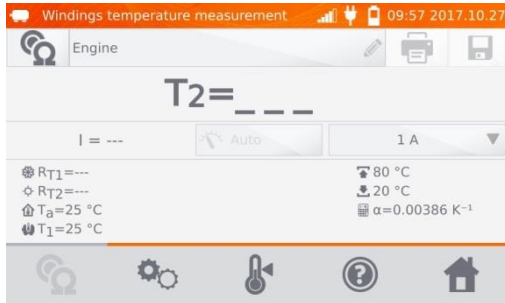 Windings temperature measurement 09:57 2017.10.27
Engine
T2=_ _ _
I = --- Auto 1 A
RT1=--- 80 °C
RT2=--- 20 °C
Ta=25 °C α=0.00386 K⁻¹
T1=25 °C